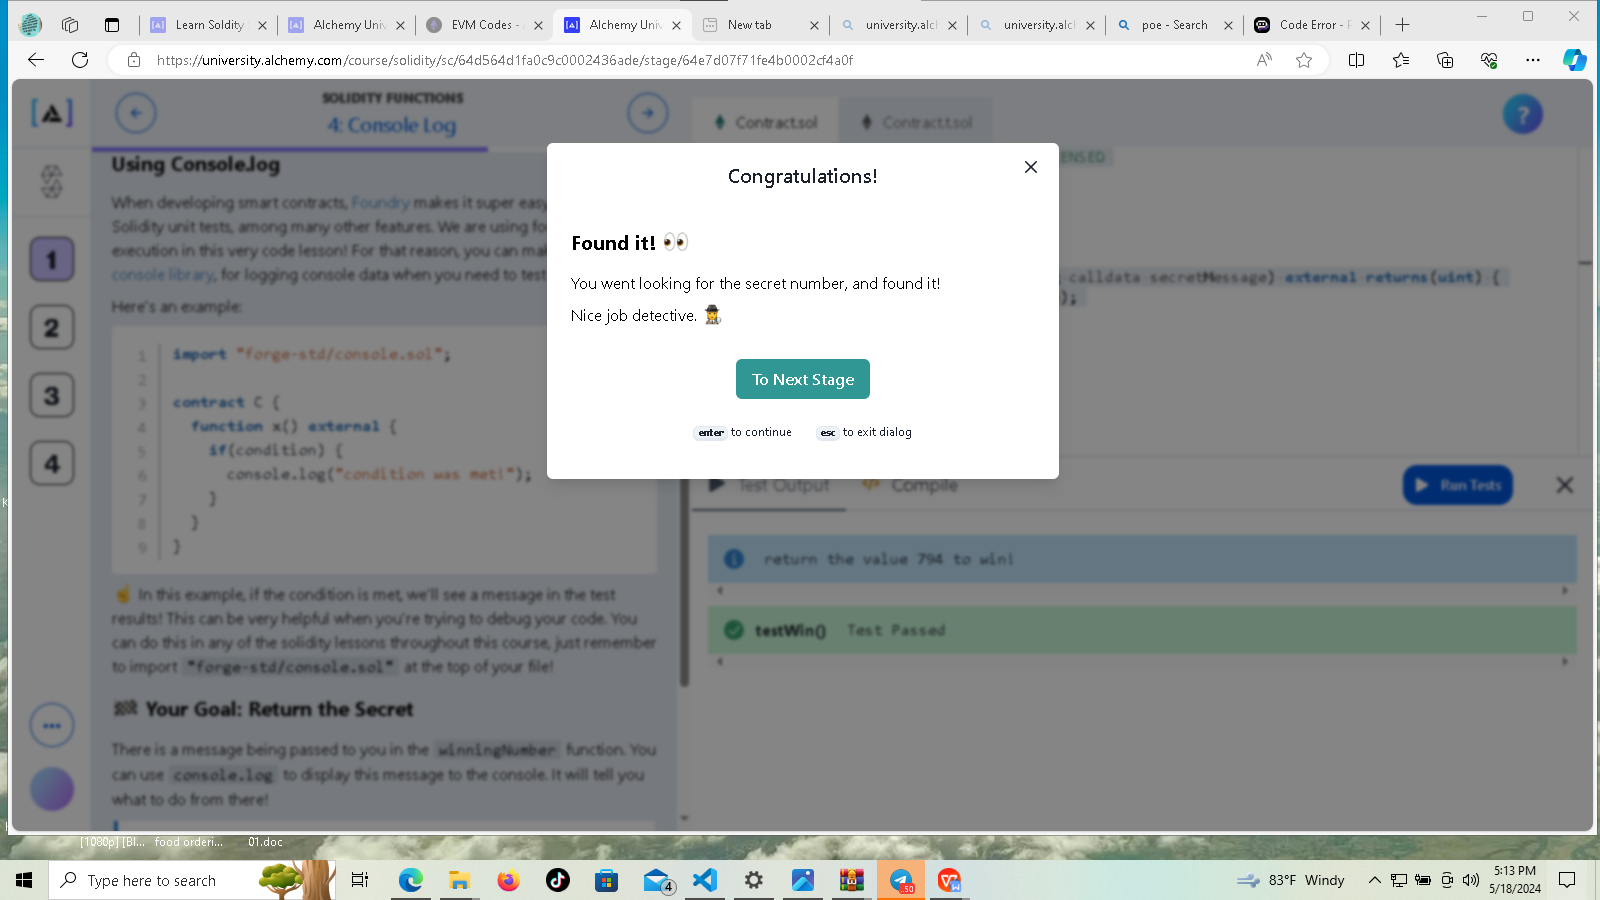 Learn Soldity
Alchemy Univ
EVM Codes -
Alchemy Univ
New tab
university.alch
university.alch
poe - Search
Code Error - P
https://university.alchemy.com/course/solidity/sc/64d564d1fa0c9c0002436ade/stage/64e7d07f71fe4b0002cf4a0f
SOLIDITY FUNCTIONS
4: Console Log
1
2
3
4
Using Console.log
When developing smart contracts, Foundry makes it super easy
Solidity unit tests, among many other features. We are using fo
execution in this very code lesson! For that reason, you can mak
console library, for logging console data when you need to test
Here's an example:
1 import "forge-std/console.sol";
2
3 contract C {
4 function x() external {
5 if(condition) {
6 console.log("condition was met!");
7 }
8 }
9 }
☝️ In this example, if the condition is met, we'll see a message in the test
results! This can be very helpful when you're trying to debug your code. You
can do this in any of the solidity lessons throughout this course, just remember
to import "forge-std/console.sol" at the top of your file!
🏁 Your Goal: Return the Secret
There is a message being passed to you in the winningNumber function. You
can use console.log to display this message to the console. It will tell you
what to do from there!
Contract.sol
Contract.t.sol
?
ENSED
calldata secretMessage) external returns(uint) {
);
Congratulations!
Found it! 👀
You went looking for the secret number, and found it!
Nice job detective. 🕵️
To Next Stage
enter to continue
esc to exit dialog
Test Output
Compile
Run Tests
return the value 794 to win!
testWin() Test Passed
[1080p] [Bl...
food orderi...
01.doc
Type here to search
4
..50
83°F Windy
5:13 PM
5/18/2024